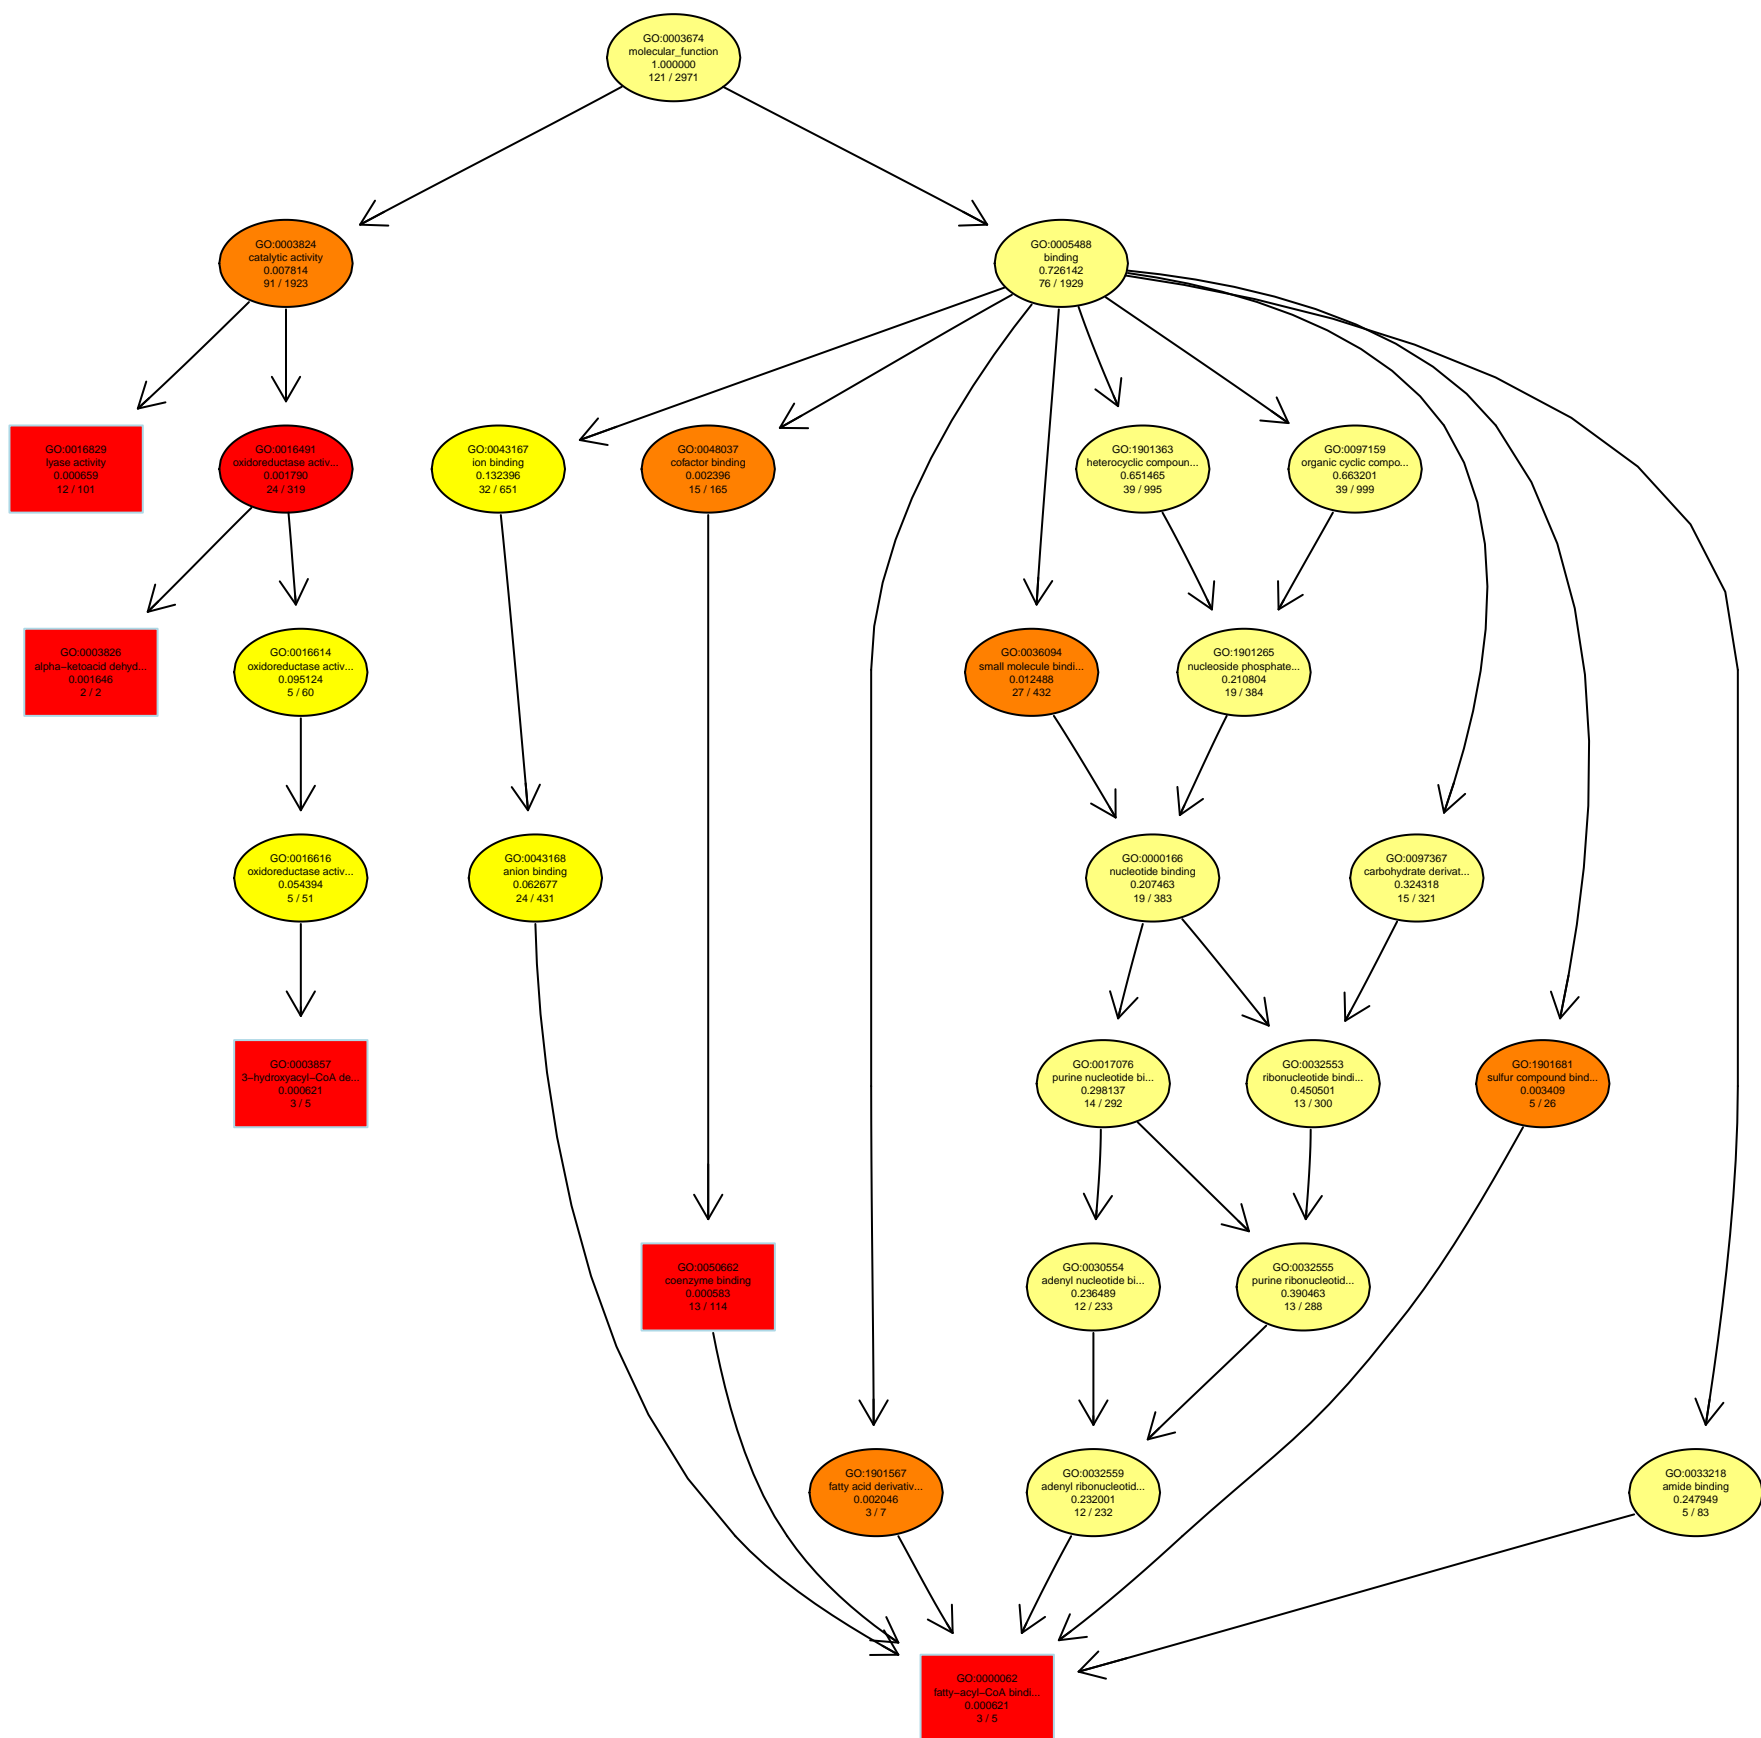 GO:0003674
molecular_function
1.000000
121 / 2971
GO:0003824
catalytic activity
0.007814
91 / 1923
GO:0005488
binding
0.726142
76 / 1929
GO:0016829
lyase activity
0.000659
12 / 101
GO:0016491
oxidoreductase activ...
0.001790
24 / 319
GO:0043167
ion binding
0.132396
32 / 651
GO:0048037
cofactor binding
0.002396
15 / 165
GO:1901363
heterocyclic compoun...
0.651465
39 / 995
GO:0097159
organic cyclic compo...
0.663201
39 / 999
GO:0003826
alpha−ketoacid dehyd...
0.001646
2 / 2
GO:0016614
oxidoreductase activ...
0.095124
5 / 60
GO:0036094
small molecule bindi...
0.012488
27 / 432
GO:1901265
nucleoside phosphate...
0.210804
19 / 384
GO:0016616
oxidoreductase activ...
0.054394
5 / 51
GO:0043168
anion binding
0.062677
24 / 431
GO:0000166
nucleotide binding
0.207463
19 / 383
GO:0097367
carbohydrate derivat...
0.324318
15 / 321
GO:0003857
3−hydroxyacyl−CoA de...
0.000621
3 / 5
GO:0017076
purine nucleotide bi...
0.298137
14 / 292
GO:0032553
ribonucleotide bindi...
0.450501
13 / 300
GO:1901681
sulfur compound bind...
0.003409
5 / 26
GO:0050662
coenzyme binding
0.000583
13 / 114
GO:0030554
adenyl nucleotide bi...
0.236489
12 / 233
GO:0032555
purine ribonucleotid...
0.390463
13 / 288
GO:1901567
fatty acid derivativ...
0.002046
3 / 7
GO:0032559
adenyl ribonucleotid...
0.232001
12 / 232
GO:0033218
amide binding
0.247949
5 / 83
GO:0000062
fatty−acyl−CoA bindi...
0.000621
3 / 5